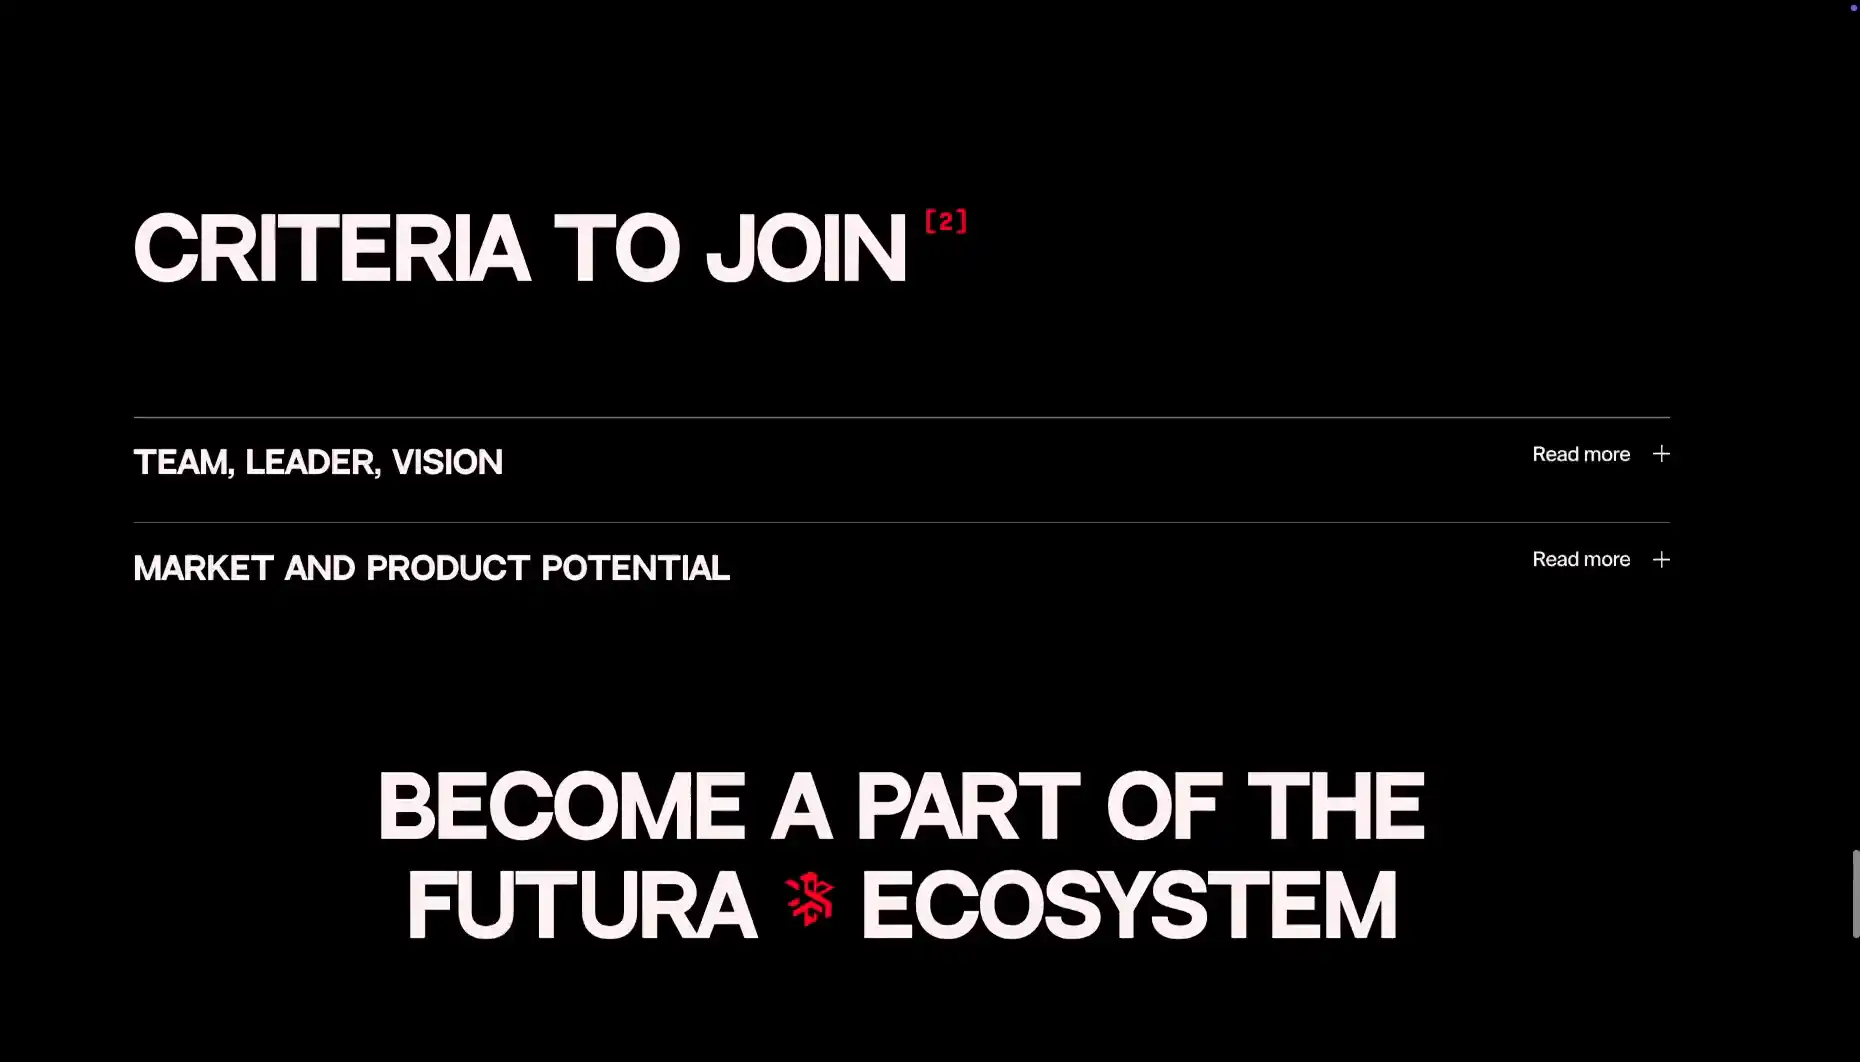 CRITERIA TO JOIN [2]
TEAM, LEADER, VISION
Read more
MARKET AND PRODUCT POTENTIAL
Read more
BECOME A PART OF THE
FUTURA ECOSYSTEM